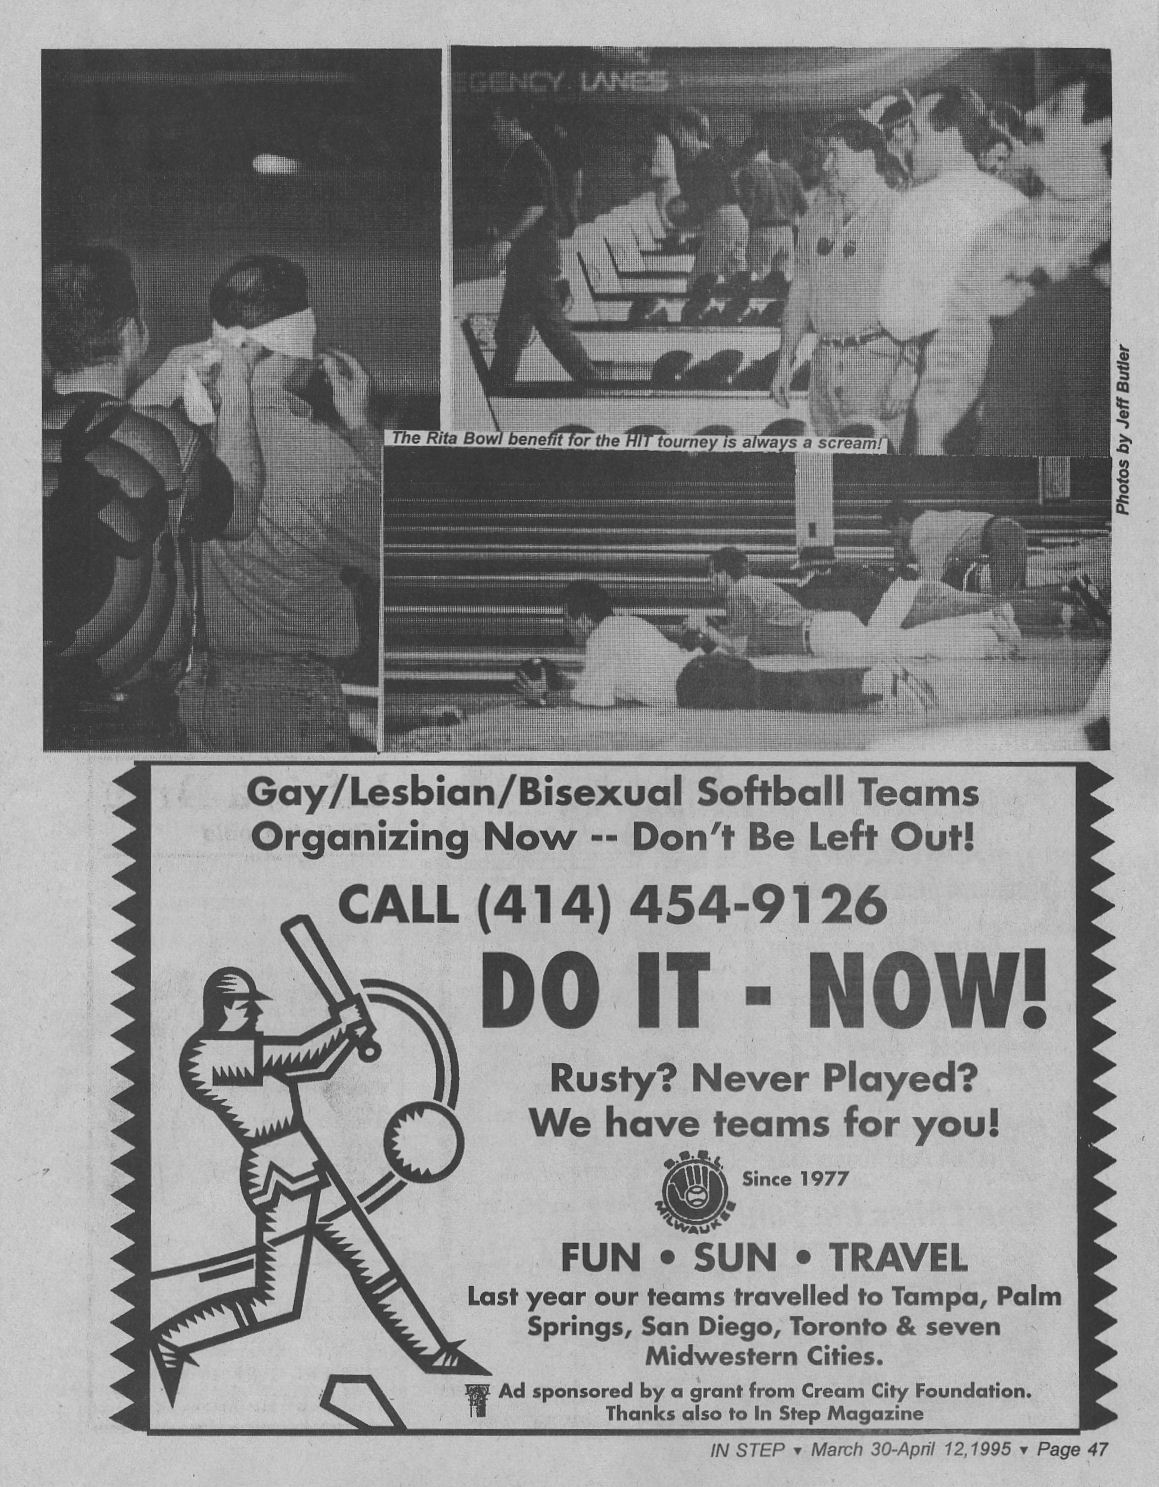 GENCY LANES
The Rita Bowl benefit for the HIT tourney is always a scream!
Photos by Jeff Butler
Gay/Lesbian/Bisexual Softball Teams
Organizing Now -- Don't Be Left Out!
CALL (414) 454-9126
DO IT - NOW!
Rusty? Never Played?
We have teams for you!
S.S.B.L.
MILWAUKEE
Since 1977
FUN • SUN • TRAVEL
Last year our teams travelled to Tampa, Palm
Springs, San Diego, Toronto & seven
Midwestern Cities.
Ad sponsored by a grant from Cream City Foundation.
Thanks also to In Step Magazine
IN STEP ▼ March 30-April 12,1995 ▼ Page 47